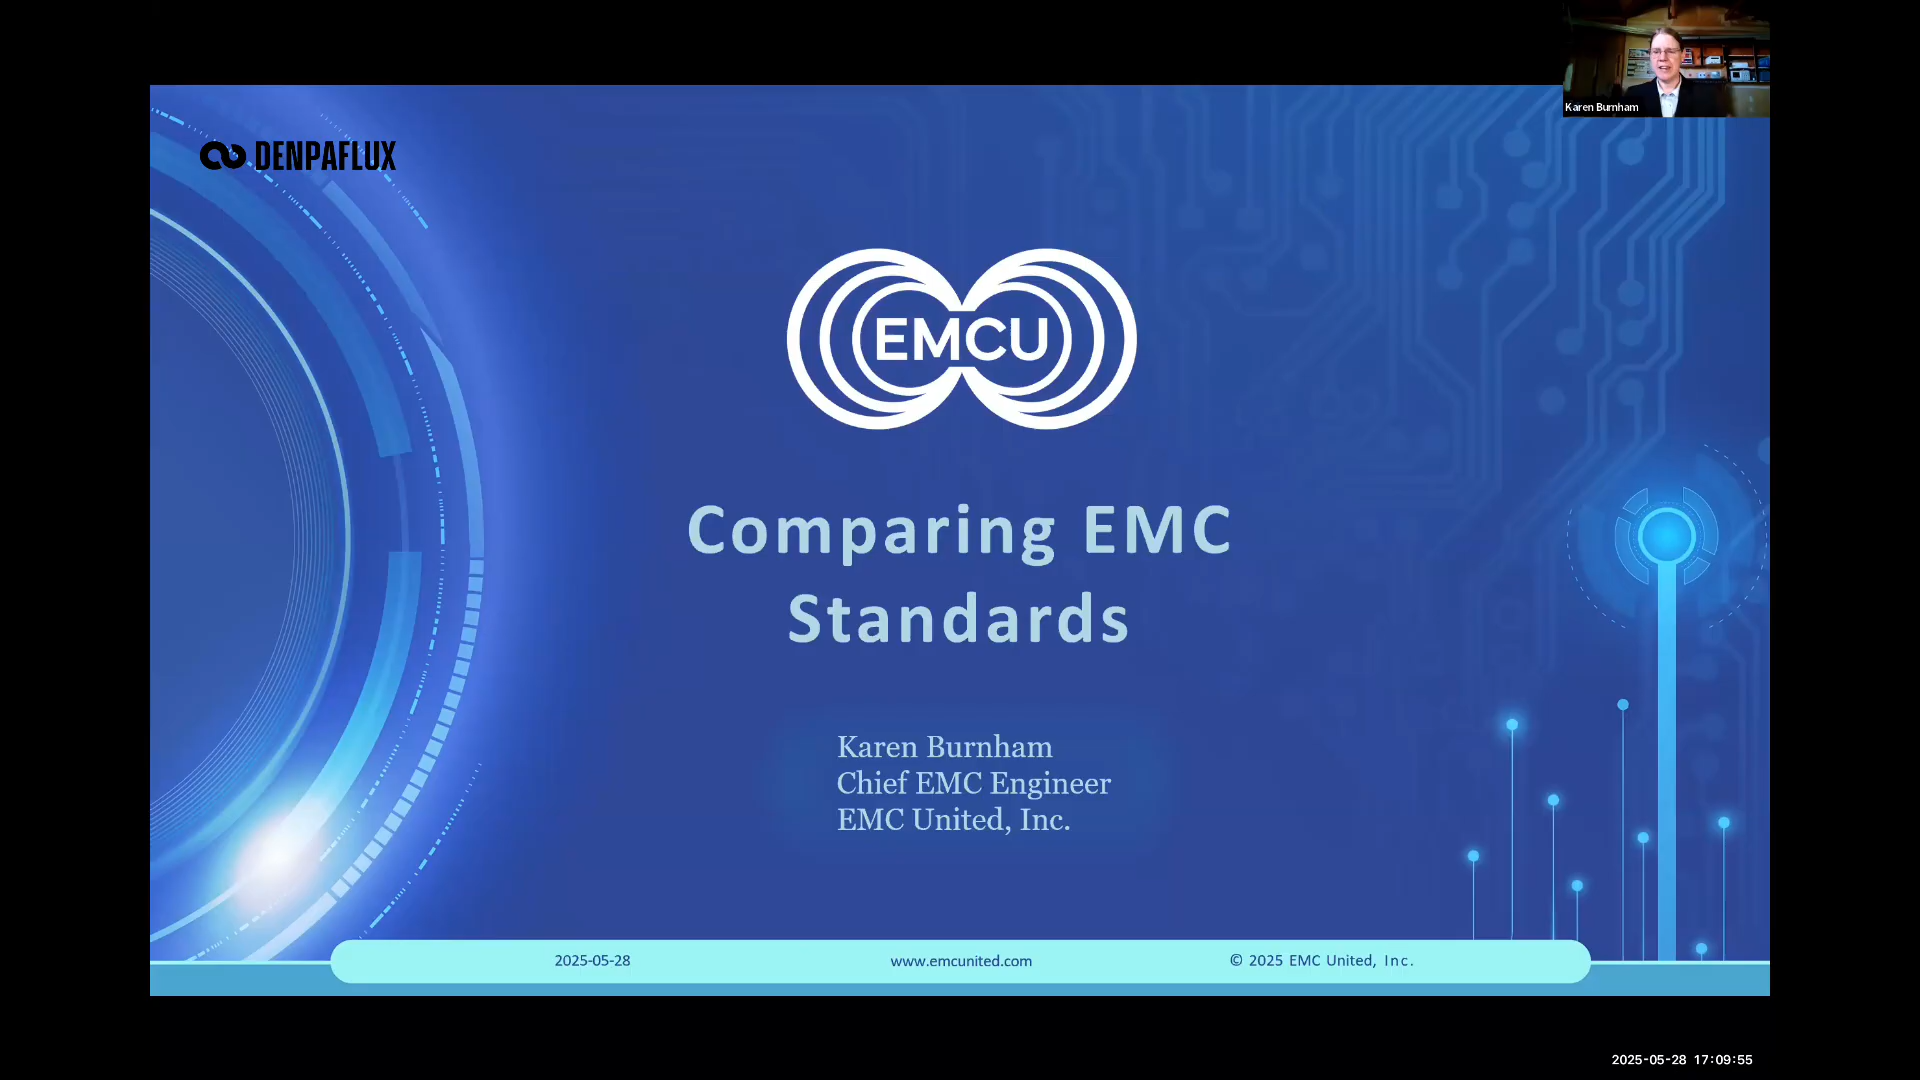 Karen Burnham
DENPAFLUX
EMCU
Comparing EMC
Standards
Karen Burnham
Chief EMC Engineer
EMC United, Inc.
2025-05-28
www.emcunited.com
© 2025 EMC United, Inc.
2025-05-28 17:09:55